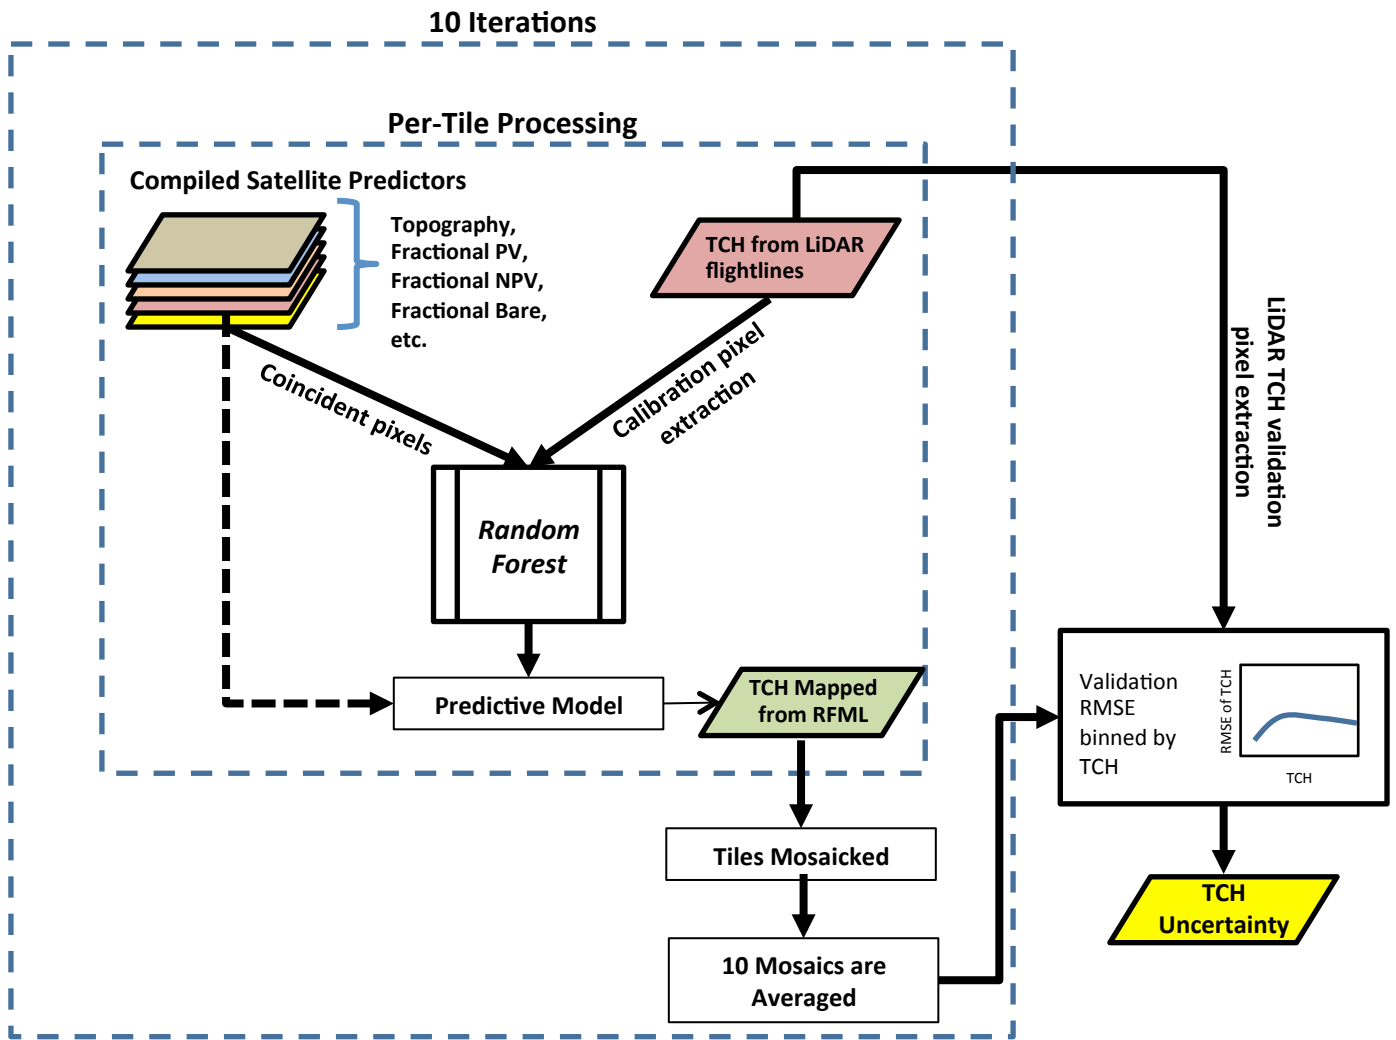 10 Iterations
Per-Tile Processing
Compiled Satellite Predictors
Topography,
Fractional PV,
Fractional NPV,
Fractional Bare,
etc.
TCH from LiDAR
flightlines
Coincident pixels
Calibration pixel
extraction
LiDAR TCH validation
pixel extraction
Random
Forest
Predictive Model
TCH Mapped
from RFML
Validation
RMSE
binned by
TCH
RMSE of TCH
TCH
Tiles Mosaicked
TCH
Uncertainty
10 Mosaics are
Averaged